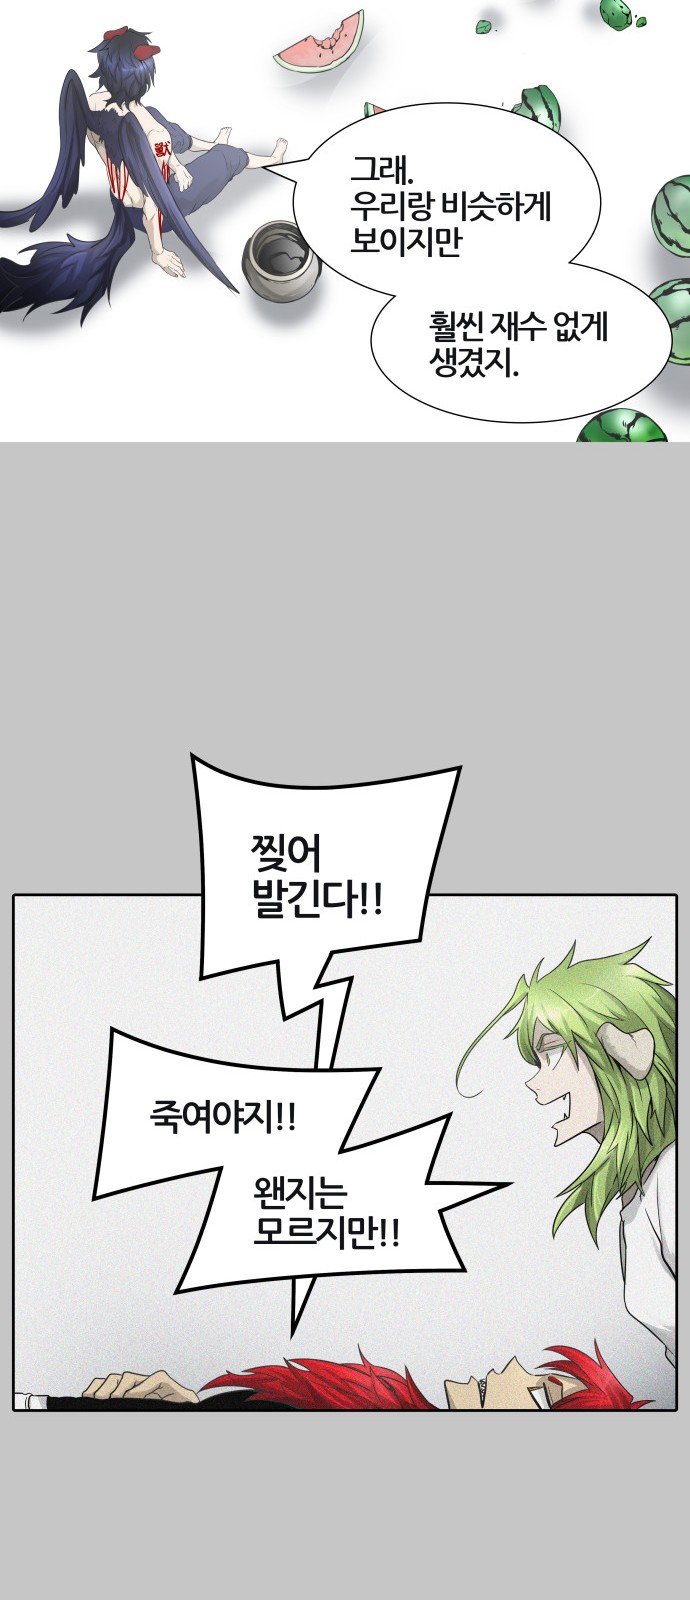 獸
그래.
우리랑 비슷하게
보이지만
훨씬 재수 없게
생겼지.
찢어
발긴다!!
죽여야지!!
왠지는
모르지만!!